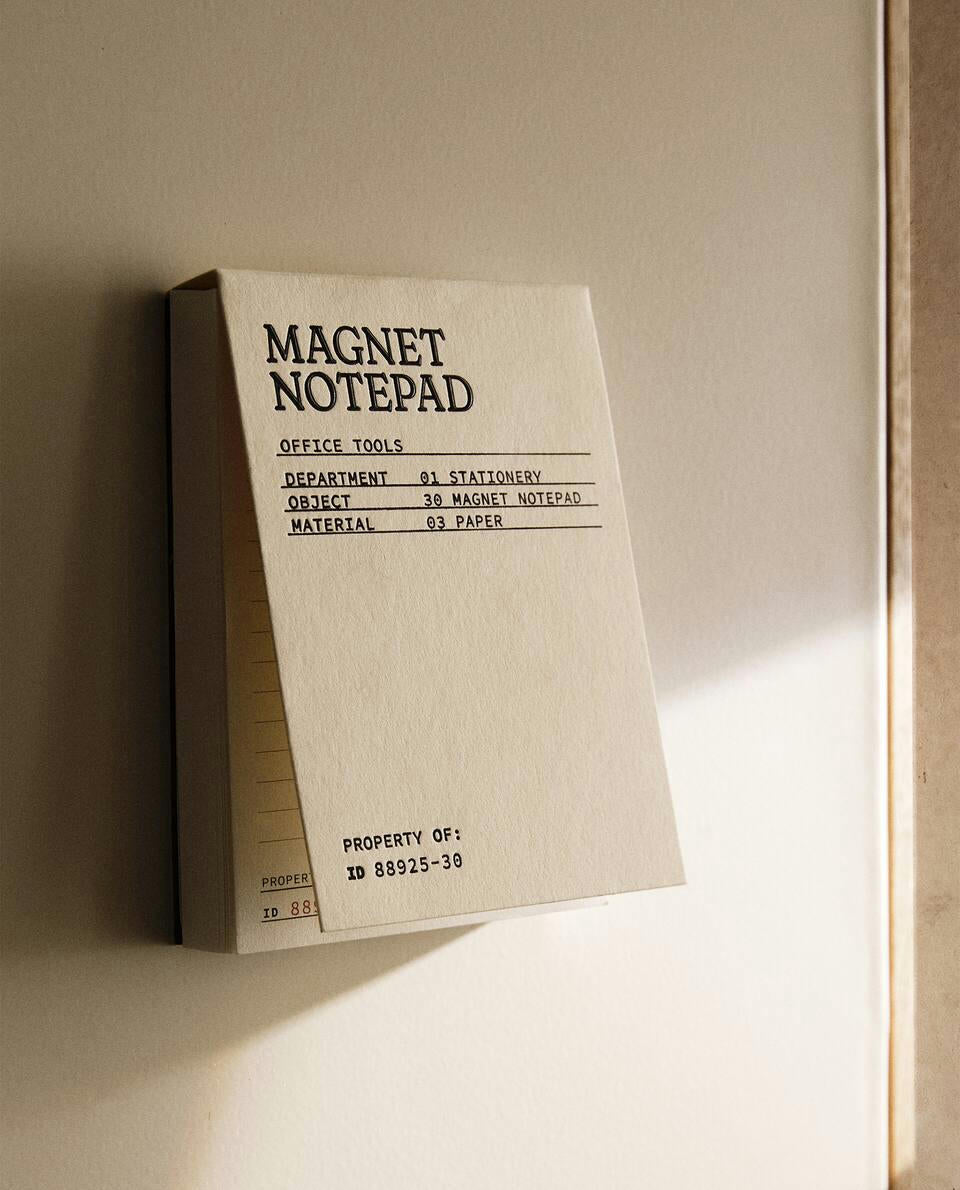 MAGNET
NOTEPAD
OFFICE TOOLS
DEPARTMENT 01 STATIONERY
OBJECT 30 MAGNET NOTEPAD
MATERIAL 03 PAPER
PROPERTY OF:
ID 88925-30
ID